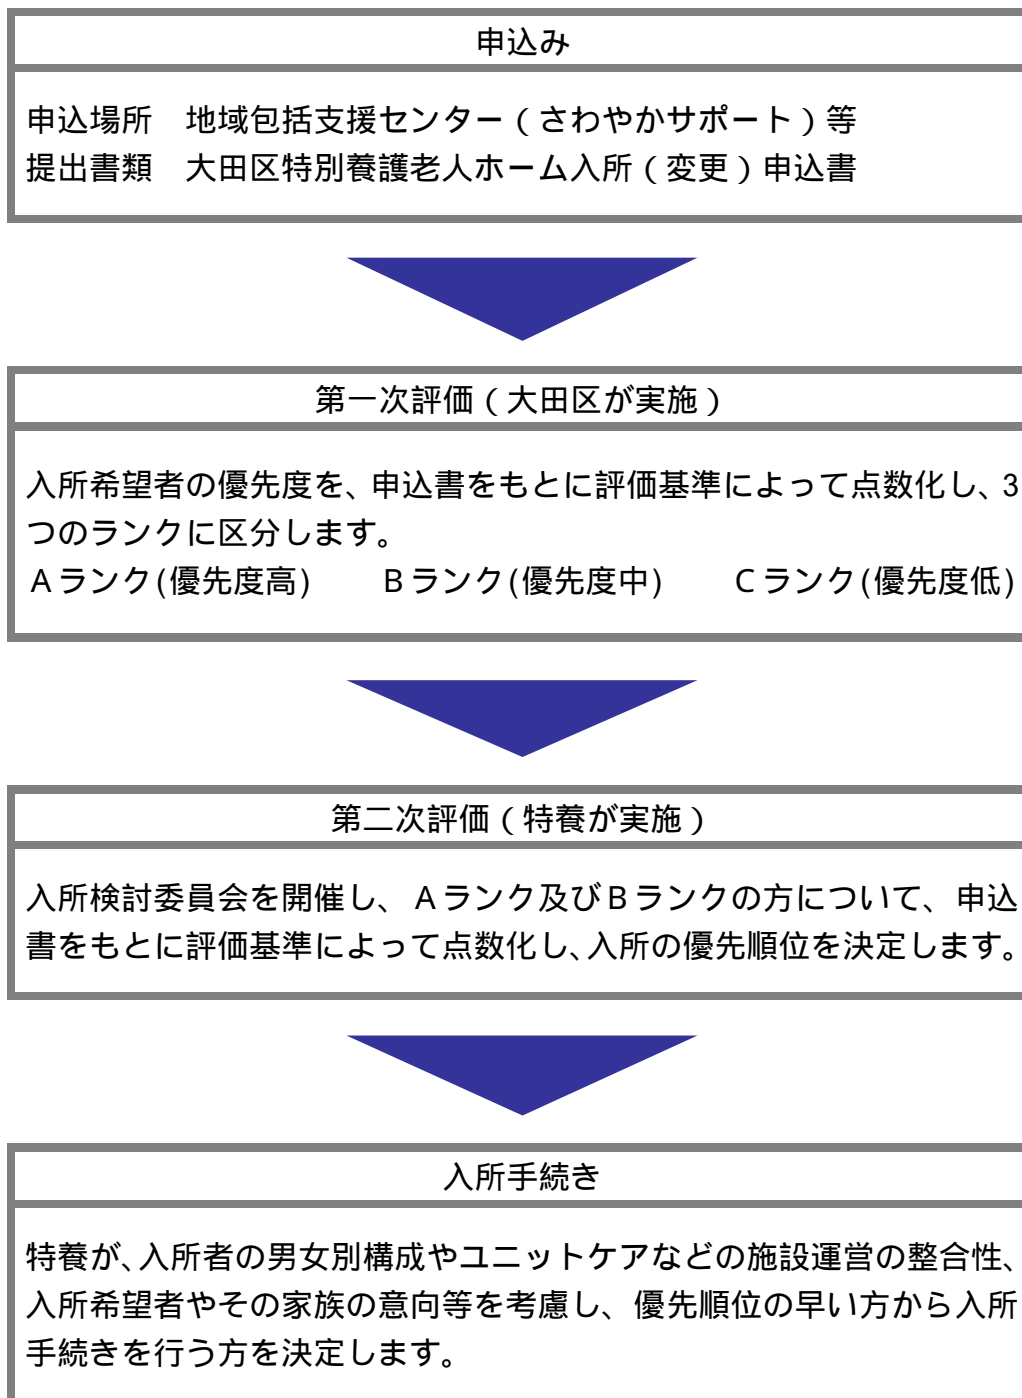 申込み
申込場所　地域包括支援センター（さわやかサポート）等
提出書類　大田区特別養護老人ホーム入所（変更）申込書
第一次評価（大田区が実施）
入所希望者の優先度を、申込書をもとに評価基準によって点数化し、3
つのランクに区分します。
Aランク(優先度高)　　Bランク(優先度中)　　Cランク(優先度低)
第二次評価（特養が実施）
入所検討委員会を開催し、Aランク及びBランクの方について、申込
書をもとに評価基準によって点数化し、入所の優先順位を決定します。
入所手続き
特養が、入所者の男女別構成やユニットケアなどの施設運営の整合性、
入所希望者やその家族の意向等を考慮し、優先順位の早い方から入所
手続きを行う方を決定します。